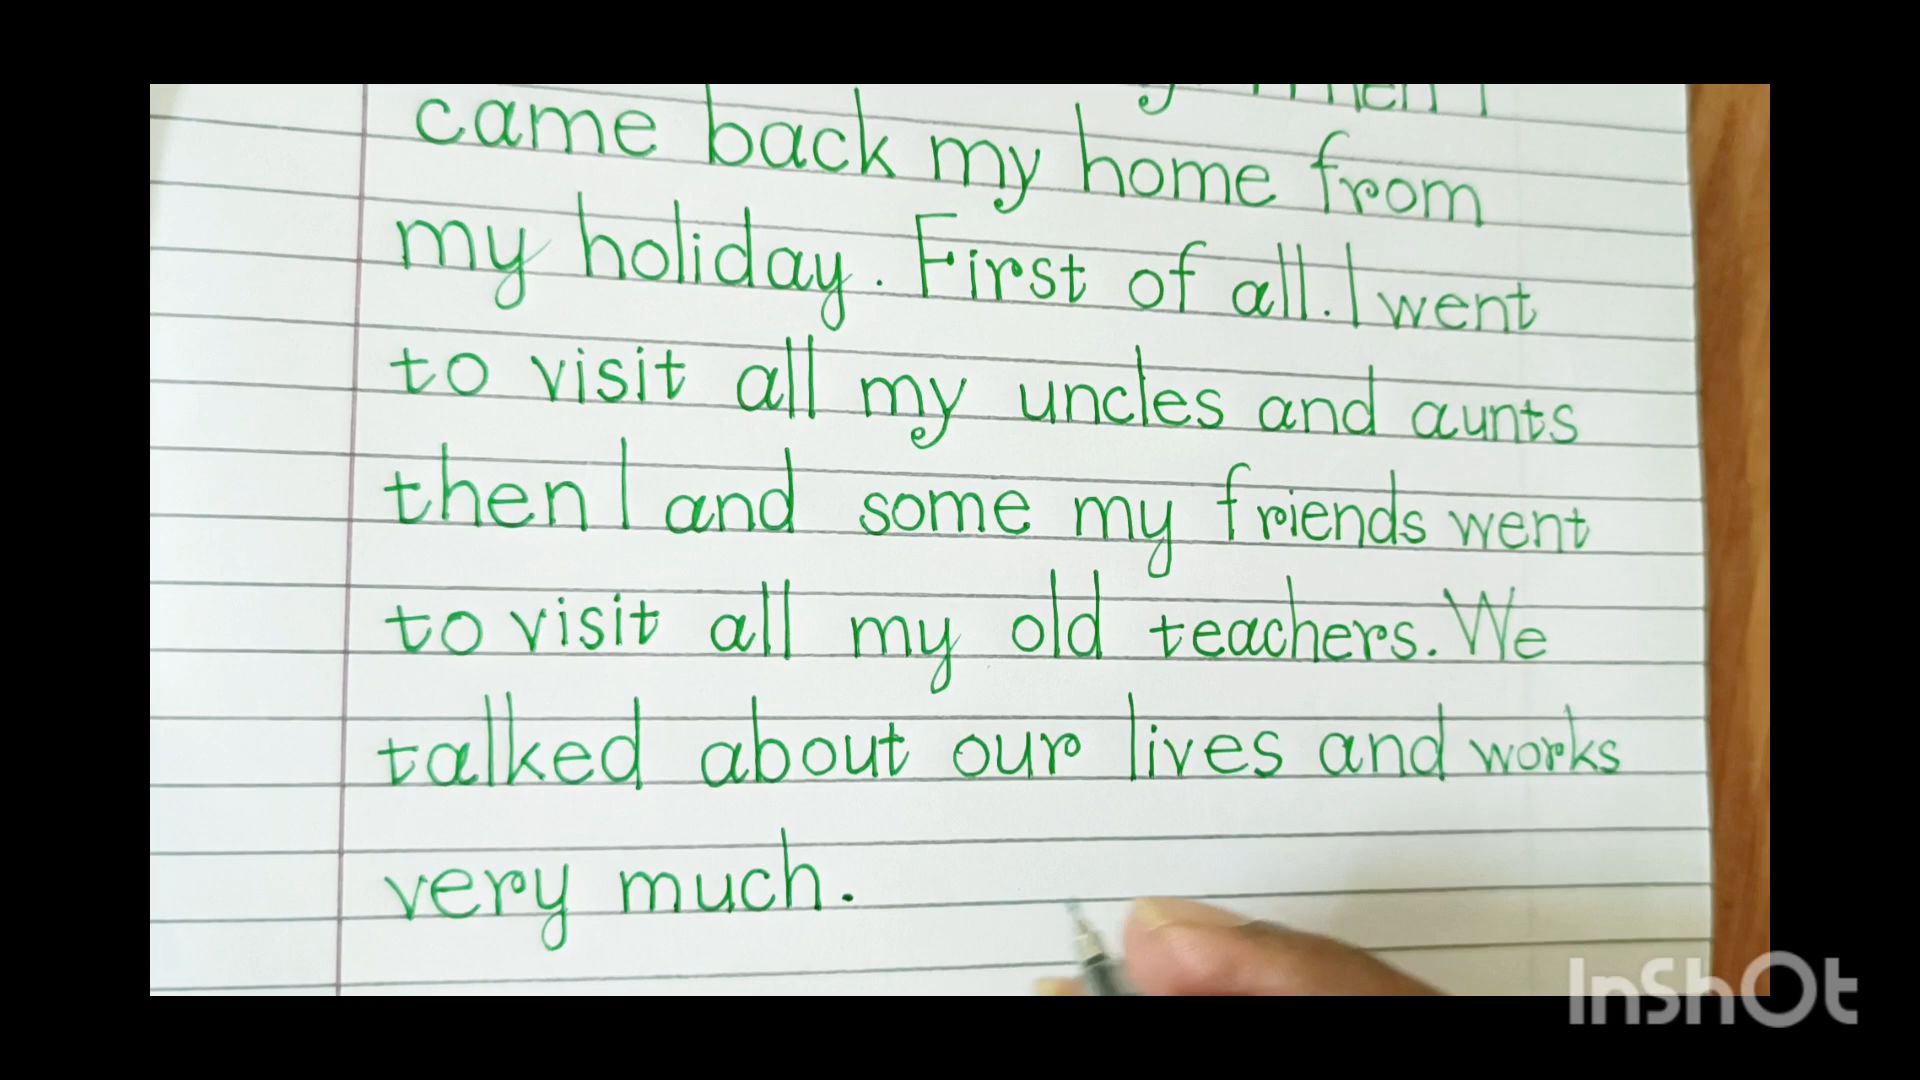 When I
came back my home from
my holiday. First of all. I went
to visit all my uncles and aunts
then I and some my friends went
to visit all my old teachers. We
talked about our lives and works
very much.
InShOt